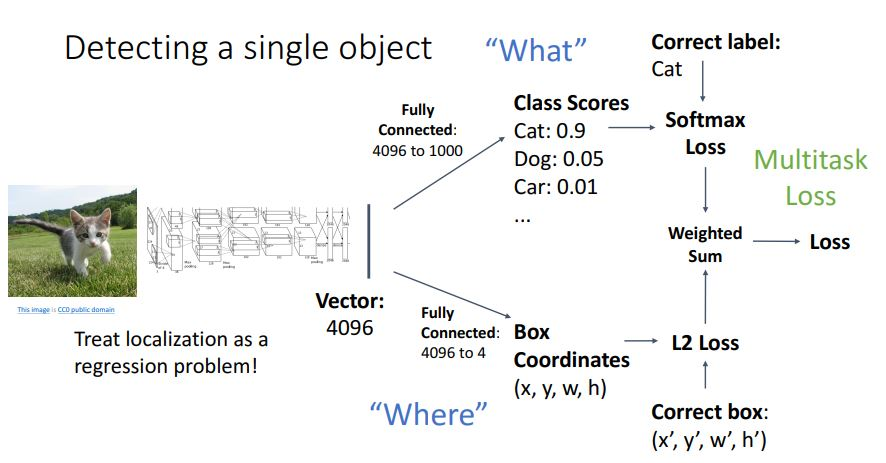 Detecting a single object
“What”
Correct label:
Cat
Fully
Connected:
4096 to 1000
Class Scores
Cat: 0.9
Dog: 0.05
Car: 0.01
...
Softmax
Loss
Multitask
Loss
Weighted
Sum
Loss
This image is CC0 public domain
Vector:
4096
Treat localization as a
regression problem!
Fully
Connected:
4096 to 4
Box
Coordinates
(x, y, w, h)
L2 Loss
“Where”
Correct box:
(x’, y’, w’, h’)